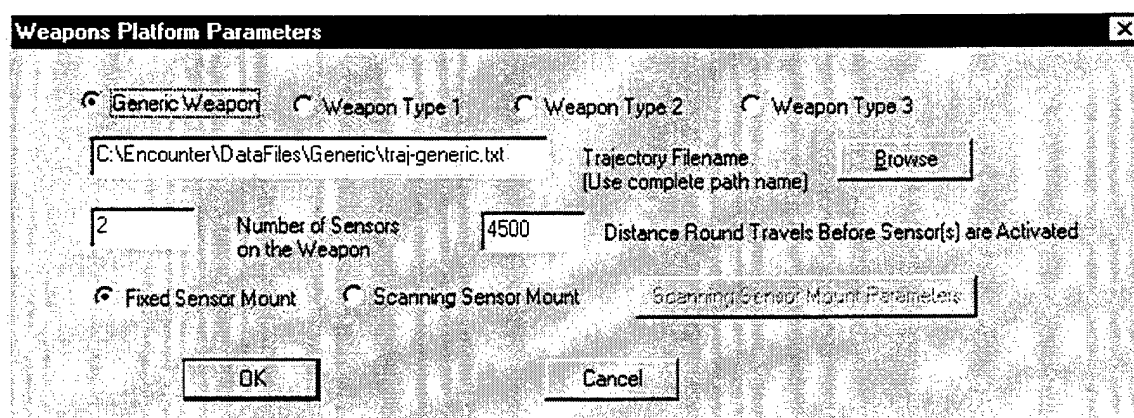 Weapons Platform Parameters
Generic Weapon Weapon Type 1 Weapon Type 2 Weapon Type 3
C:\Encounter\DataFiles\Generic\traj-generic.txt Trajectory Filename Browse
(Use complete path name)
2 Number of Sensors 4500 Distance Round Travels Before Sensor(s) are Activated
on the Weapon
Fixed Sensor Mount Scanning Sensor Mount Scanning Sensor Mount Parameters
OK Cancel